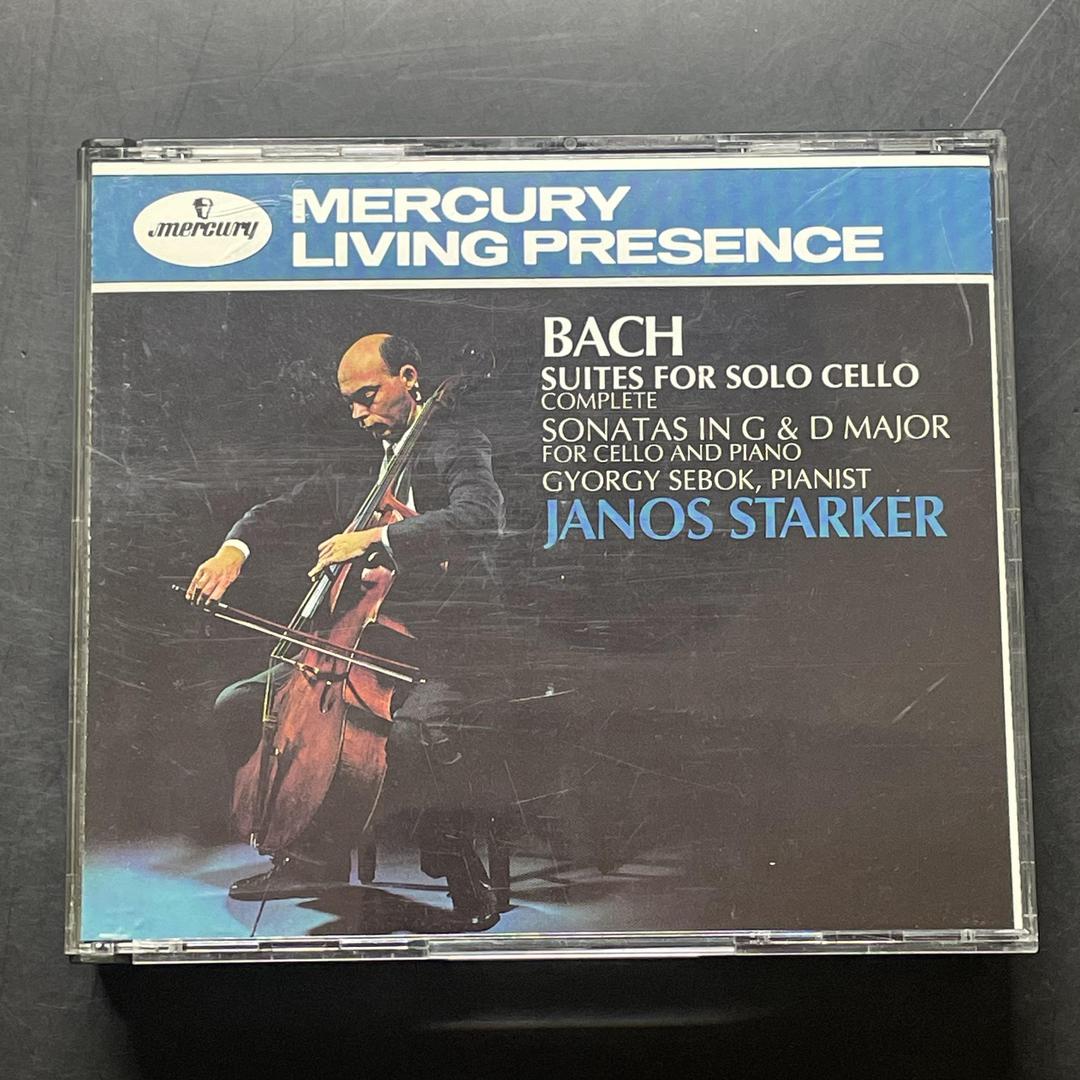 mercury
MERCURY
LIVING PRESENCE
BACH
SUITES FOR SOLO CELLO
COMPLETE
SONATAS IN G & D MAJOR
FOR CELLO AND PIANO
GYORGY SEBOK, PIANIST
JANOS STARKER